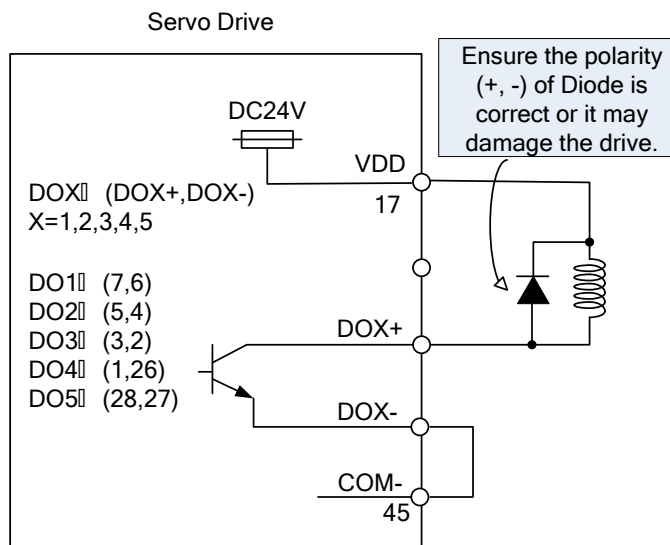 Servo Drive
Ensure the polarity
(+, -) of Diode is
correct or it may
damage the drive.
DC24V
VDD
17
DOX (DOX+,DOX-)
X=1,2,3,4,5
DO1 (7,6)
DO2 (5,4)
DO3 (3,2)
DO4 (1,26)
DO5 (28,27)
DOX+
DOX-
COM-
45